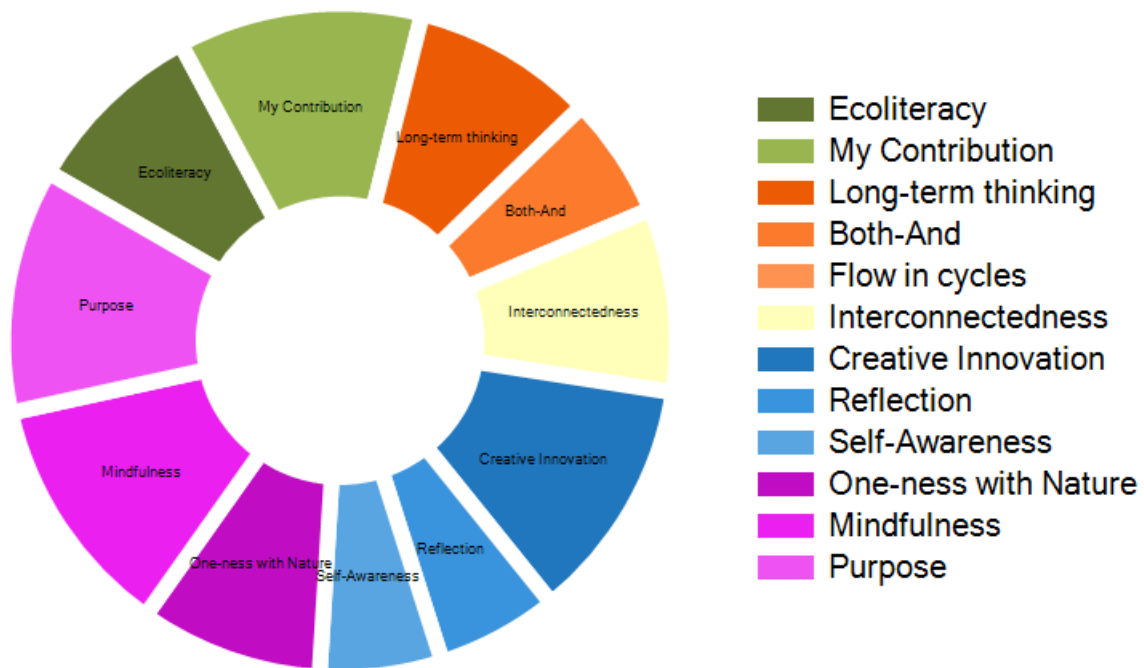 My Contribution
Long-term thinking
Ecoliteracy
Both-And
Purpose
Interconnectedness
Mindfulness
Creative Innovation
One-ness with Nature
Self-Awareness
Reflection
Ecoliteracy
My Contribution
Long-term thinking
Both-And
Flow in cycles
Interconnectedness
Creative Innovation
Reflection
Self-Awareness
One-ness with Nature
Mindfulness
Purpose